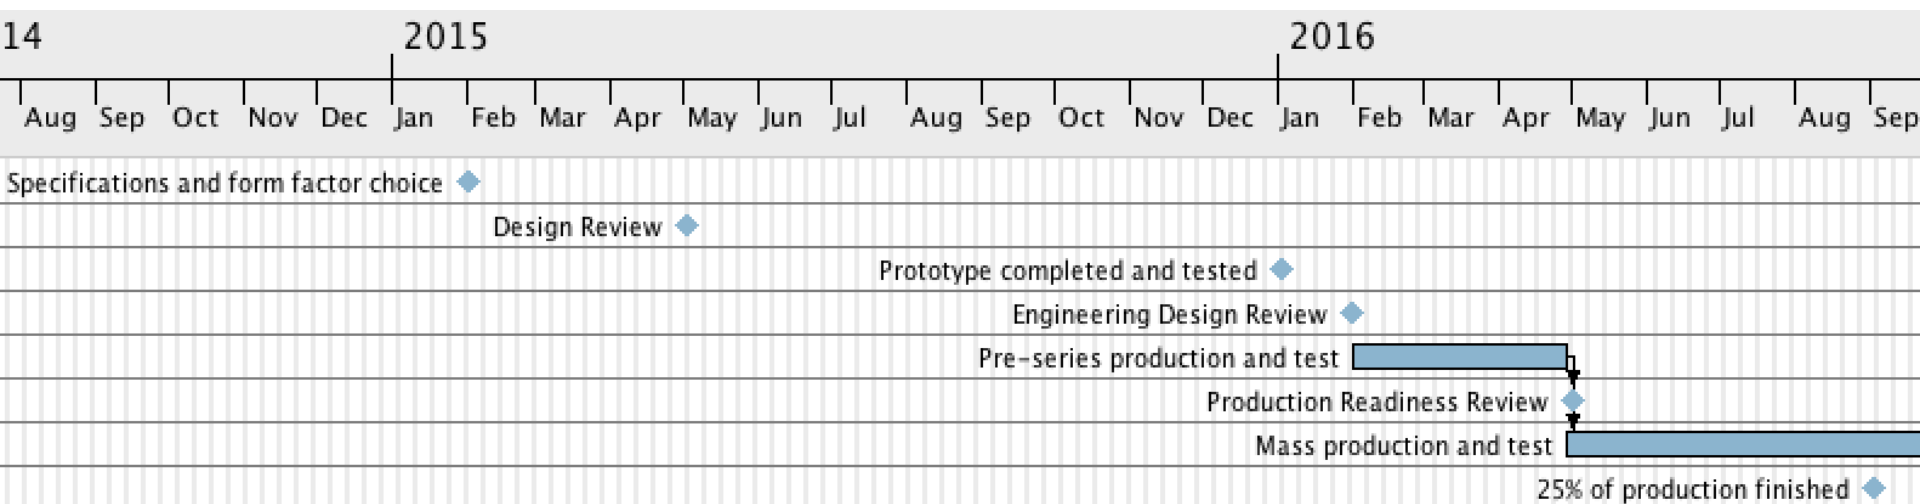 14 2015 2016
Aug Sep Oct Nov Dec Jan Feb Mar Apr May Jun Jul Aug Sep Oct Nov Dec Jan Feb Mar Apr May Jun Jul Aug Sep
Specifications and form factor choice
Design Review
Prototype completed and tested
Engineering Design Review
Pre-series production and test
Production Readiness Review
Mass production and test
25% of production finished